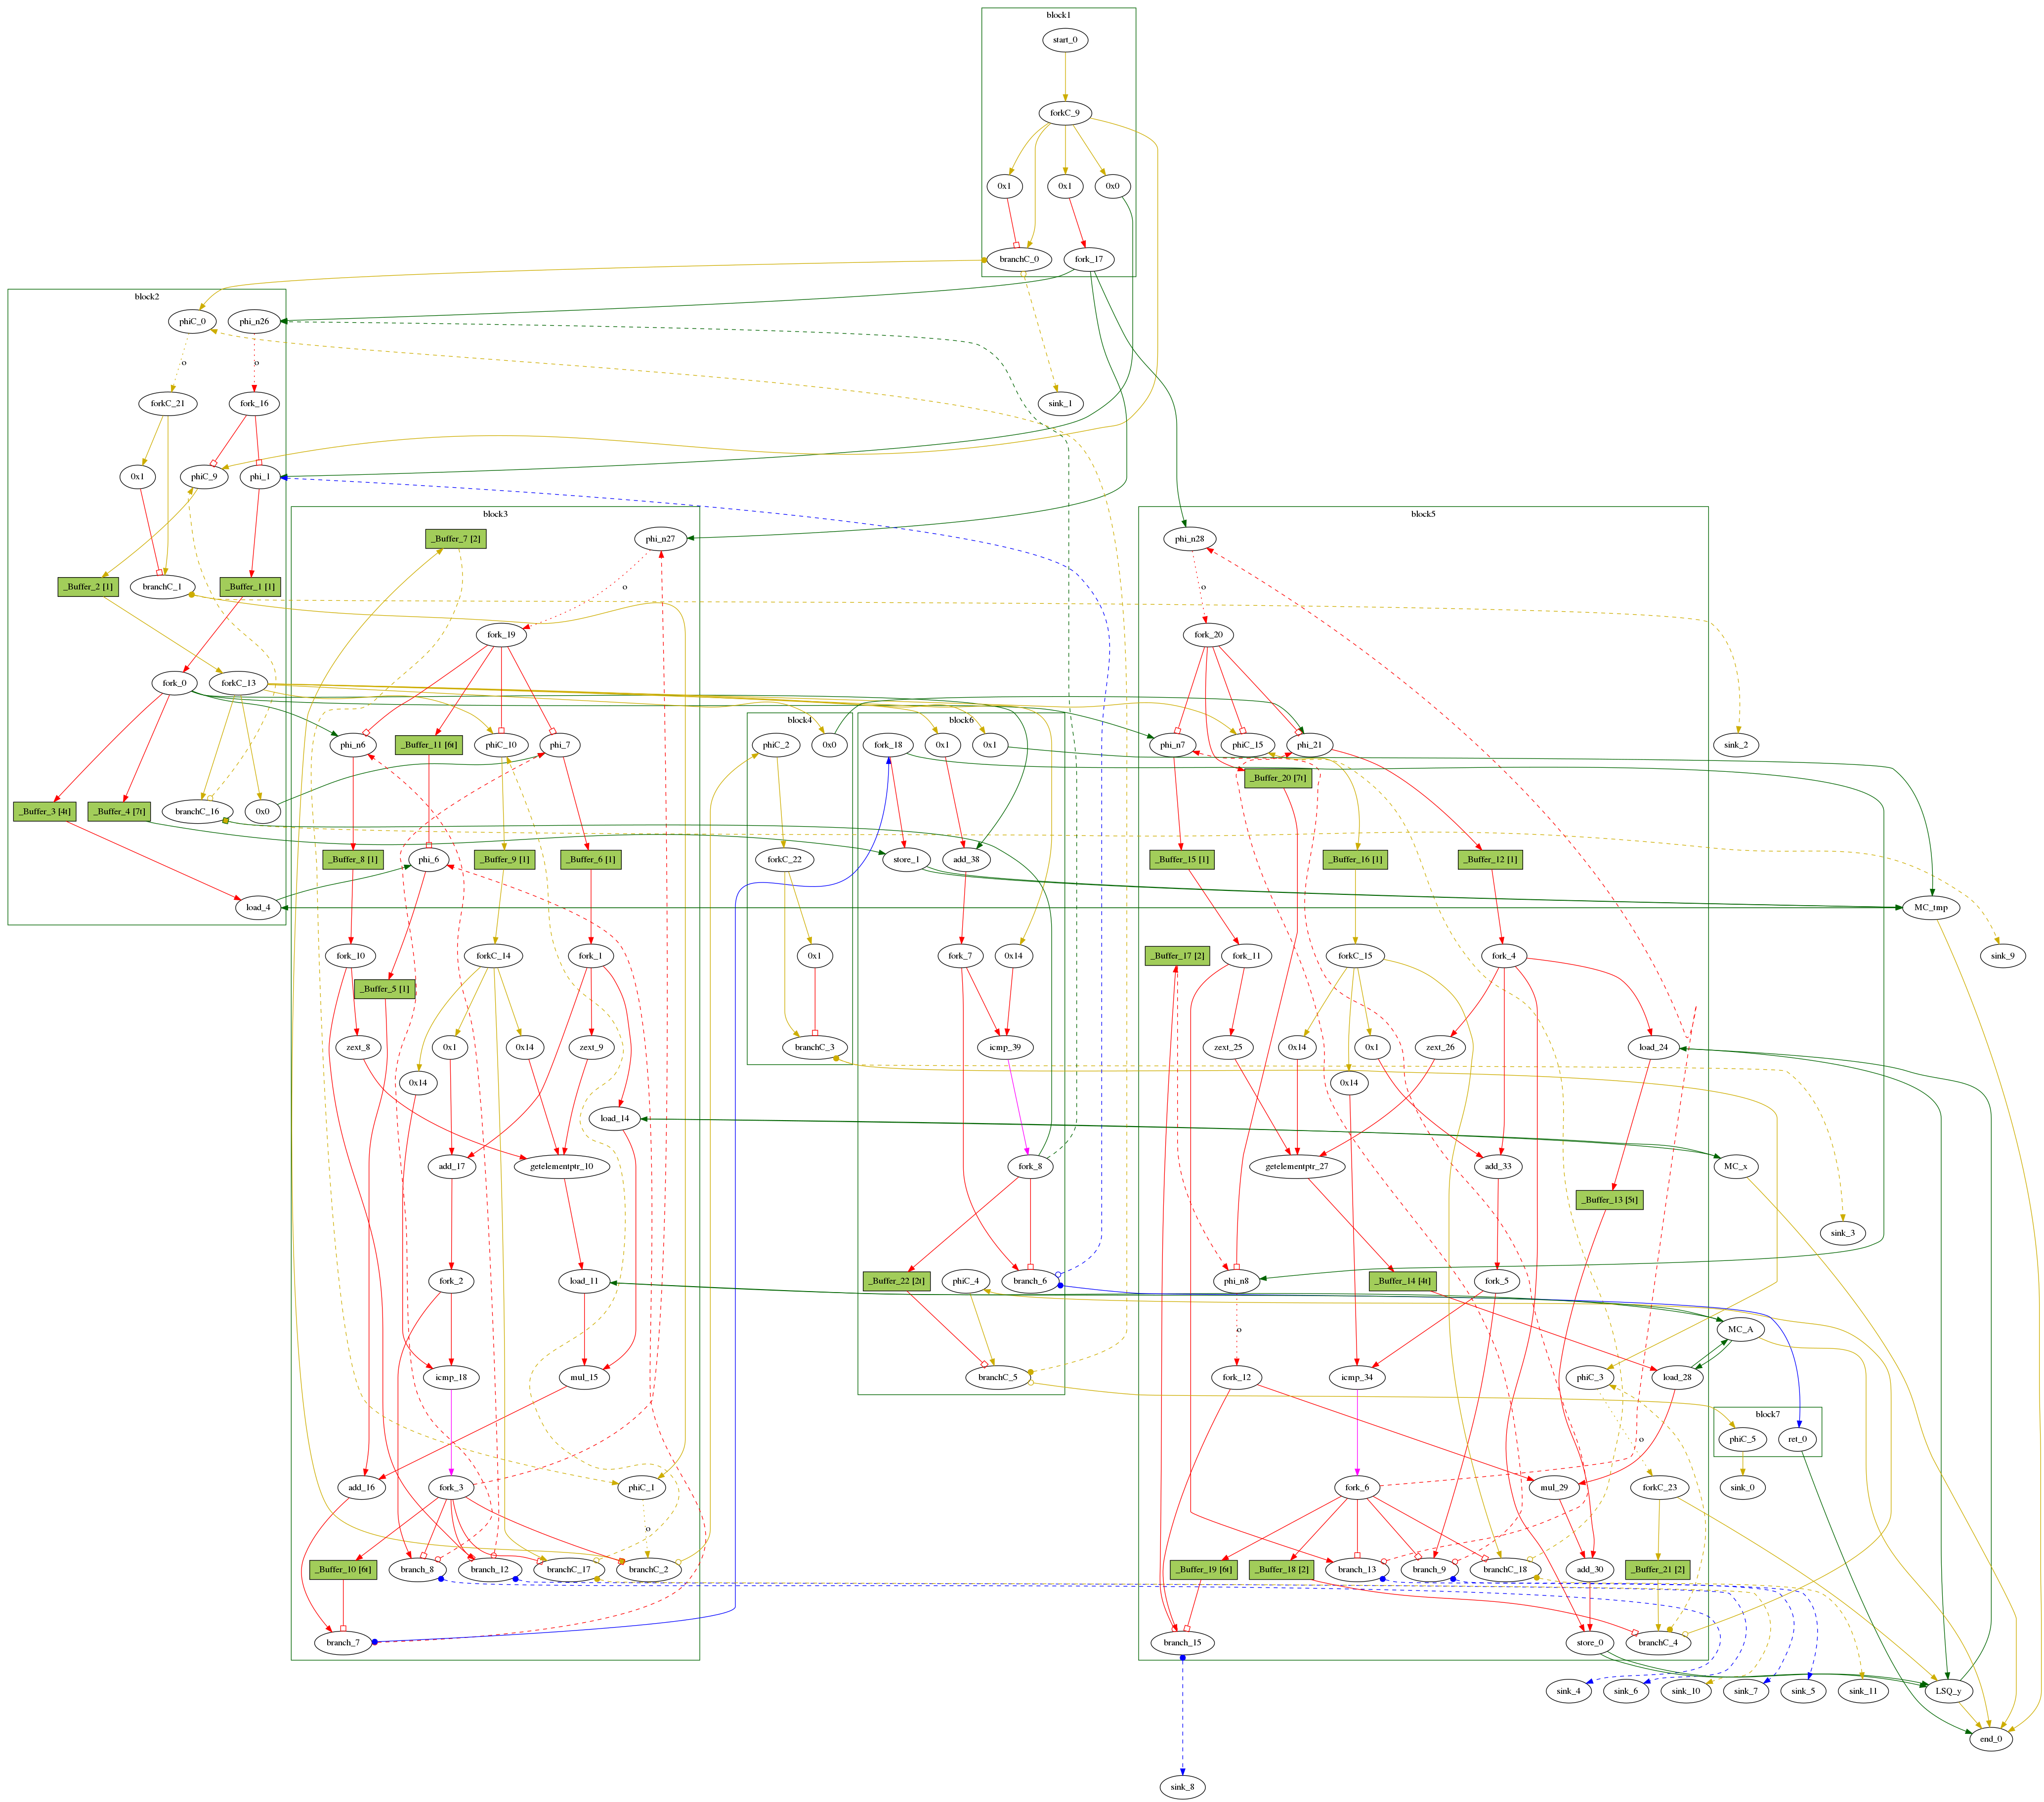 block1
start_0
forkC_9
0x1
0x1
0x0
branchC_0
fork_17
block2
phiC_0
phi_n26
o
o
forkC_21
fork_16
sink_1
0x1
phiC_9
phi_1
block3
block5
_Buffer_7 [2]
phi_n27
phi_n28
_Buffer_2 [1]
branchC_1
_Buffer_1 [1]
o
o
fork_19
fork_20
fork_0
forkC_13
block4
block6
phi_n6
_Buffer_11 [6t]
phiC_10
phi_7
phiC_2
0x0
fork_18
0x1
0x1
phi_n7
phiC_15
phi_21
sink_2
_Buffer_20 [7t]
_Buffer_3 [4t]
_Buffer_4 [7t]
branchC_16
0x0
_Buffer_8 [1]
phi_6
_Buffer_9 [1]
_Buffer_6 [1]
forkC_22
store_1
add_38
_Buffer_15 [1]
_Buffer_16 [1]
_Buffer_12 [1]
load_4
MC_tmp
fork_10
forkC_14
fork_1
0x1
fork_7
0x14
_Buffer_17 [2]
fork_11
forkC_15
fork_4
sink_9
_Buffer_5 [1]
zext_8
0x1
0x14
zext_9
branchC_3
icmp_39
zext_25
0x14
0x1
zext_26
load_24
0x14
0x14
load_14
add_17
getelementptr_10
fork_8
getelementptr_27
add_33
MC_x
_Buffer_13 [5t]
sink_3
fork_2
load_11
_Buffer_22 [2t]
phiC_4
branch_6
phi_n8
_Buffer_14 [4t]
fork_5
o
MC_A
icmp_18
mul_15
branchC_5
fork_12
icmp_34
phiC_3
load_28
block7
o
phiC_5
ret_0
add_16
fork_3
phiC_1
fork_6
mul_29
forkC_23
sink_0
o
_Buffer_10 [6t]
branch_8
branch_12
branchC_17
branchC_2
_Buffer_19 [6t]
_Buffer_18 [2]
branch_13
branch_9
branchC_18
add_30
_Buffer_21 [2]
branch_7
branch_15
store_0
branchC_4
sink_4
sink_6
sink_10
sink_7
sink_5
sink_11
LSQ_y
end_0
sink_8